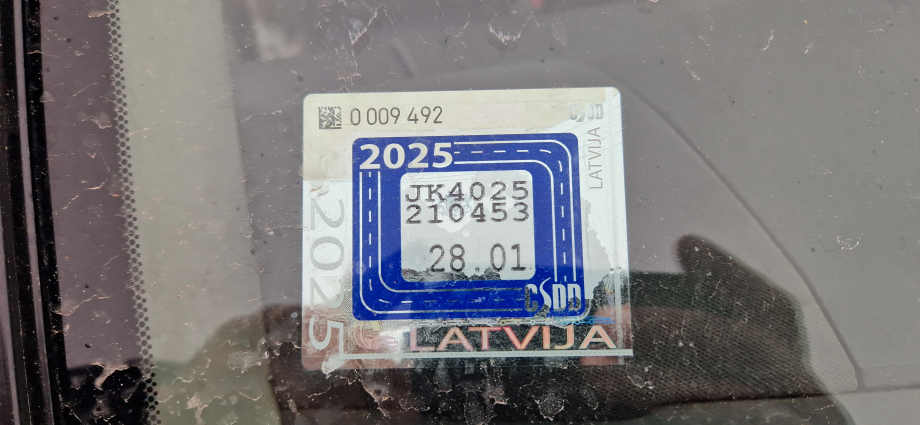 0 009 492
CSDD
LATVIJA
2025
JK4025
210453
28.01
2025
CSDD
LATVIJA